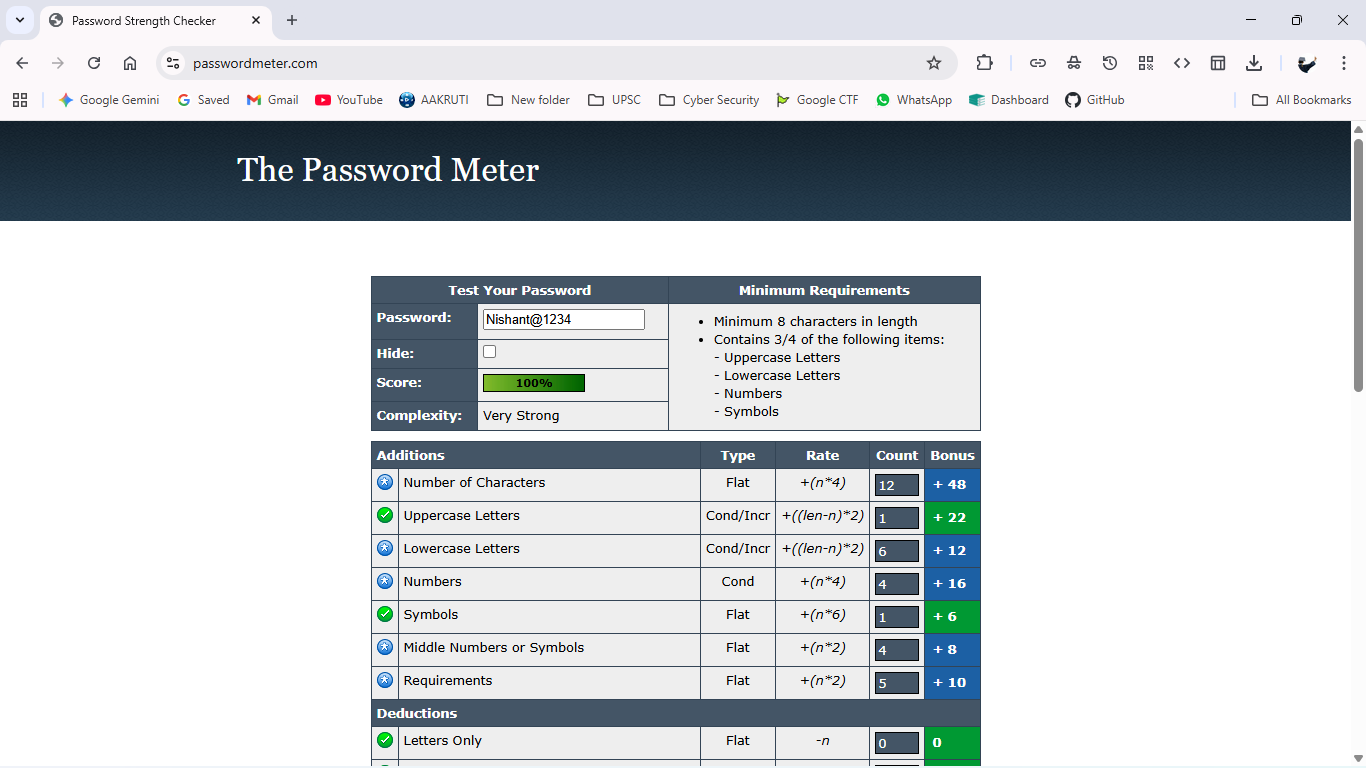 Password Strength Checker
passwordmeter.com
Google Gemini Saved Gmail YouTube AAKRUTI New folder UPSC Cyber Security Google CTF WhatsApp Dashboard GitHub All Bookmarks
The Password Meter
Test Your Password Minimum Requirements
Password: Nishant@1234
• Minimum 8 characters in length
• Contains 3/4 of the following items:
- Uppercase Letters
- Lowercase Letters
- Numbers
- Symbols
Hide:
Score: 100%
Complexity: Very Strong
Additions Type Rate Count Bonus
Number of Characters Flat +(n*4) 12 + 48
Uppercase Letters Cond/Incr +((len-n)*2) 1 + 22
Lowercase Letters Cond/Incr +((len-n)*2) 6 + 12
Numbers Cond +(n*4) 4 + 16
Symbols Flat +(n*6) 1 + 6
Middle Numbers or Symbols Flat +(n*2) 4 + 8
Requirements Flat +(n*2) 5 + 10
Deductions
Letters Only Flat -n 0 0